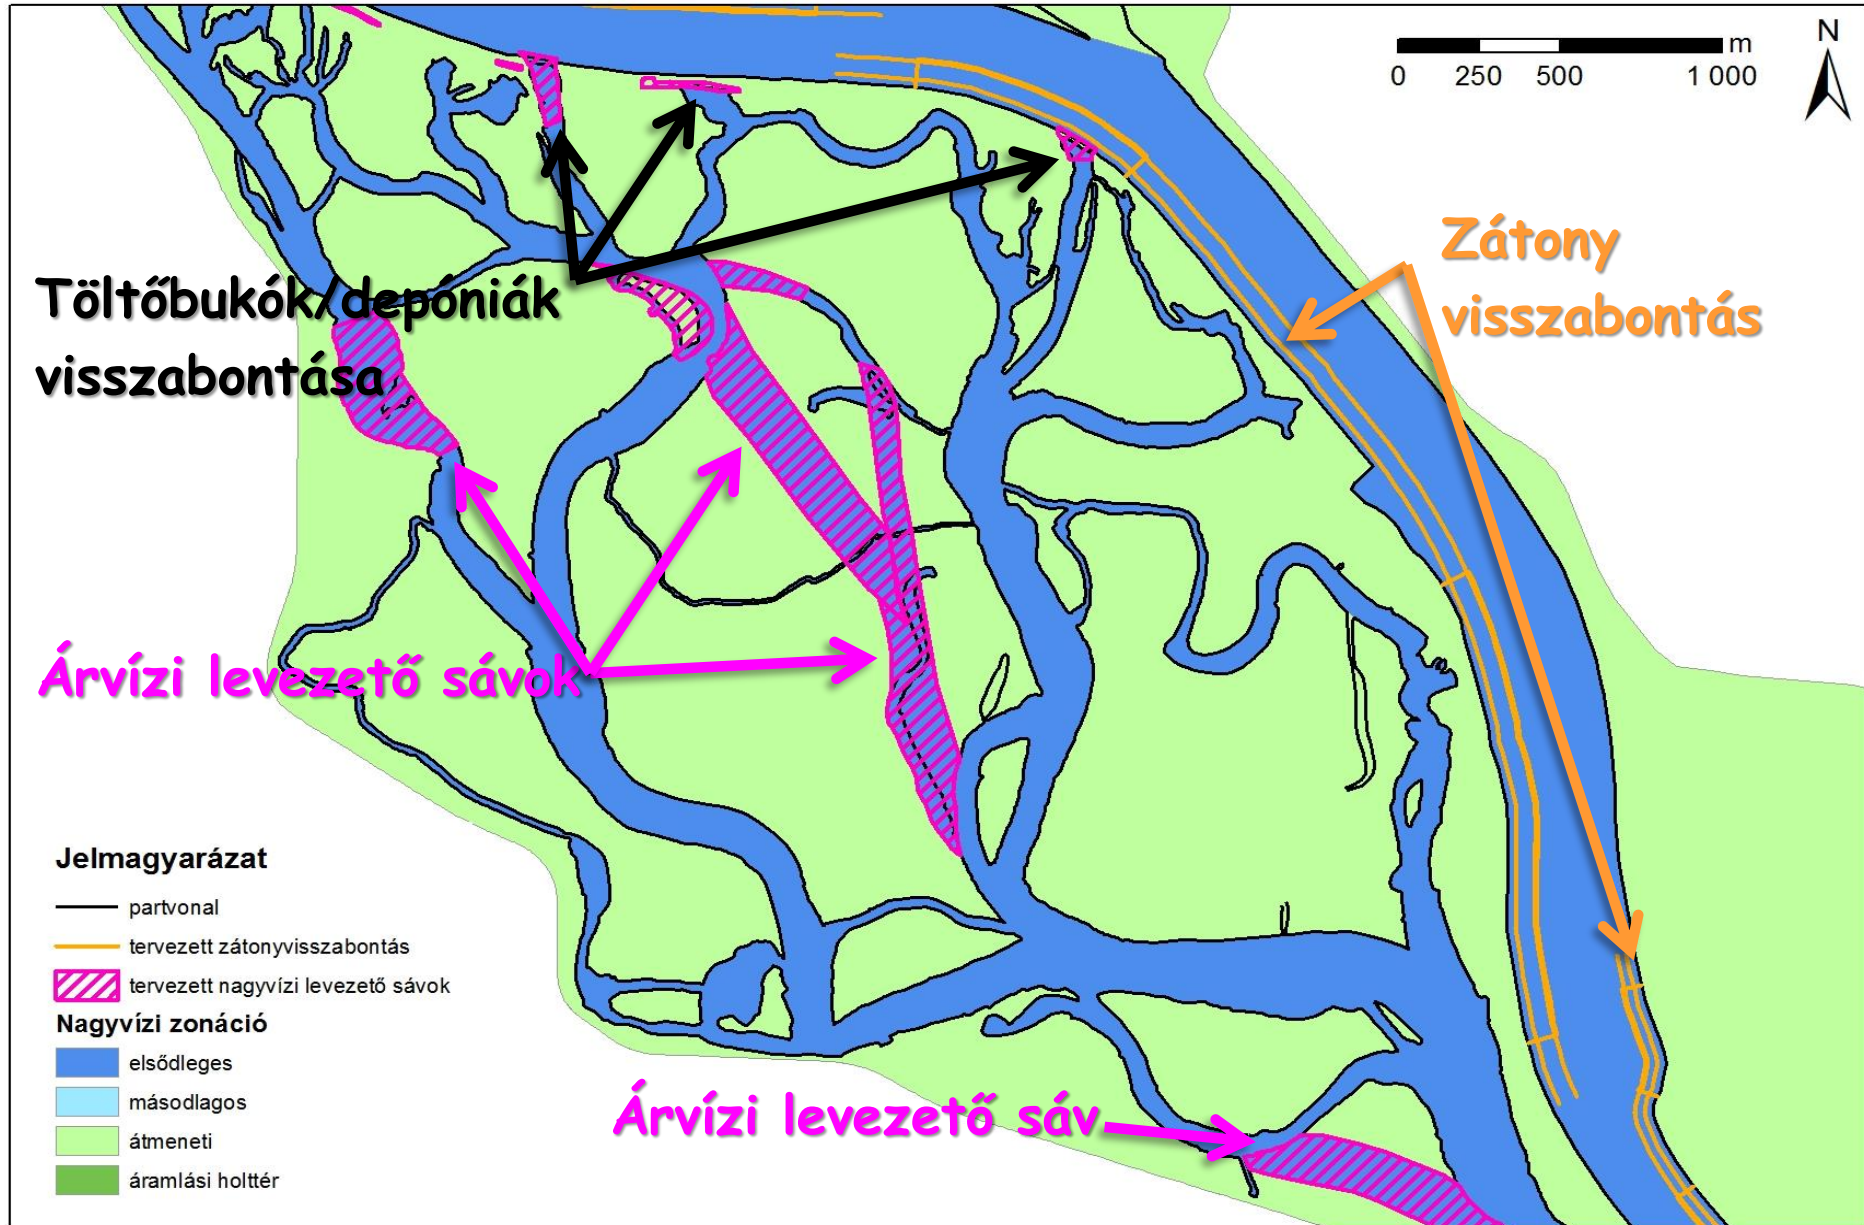 m
0 250 500 1 000
N
Zátony
visszabontás
Töltőbukók/depóniák
visszabontása
Árvízi levezető sávok
Árvízi levezető sáv
Jelmagyarázat
partvonal
tervezett zátonyvisszabontás
tervezett nagyvízi levezető sávok
Nagyvízi zonáció
elsődleges
másodlagos
átmeneti
áramlási holttér